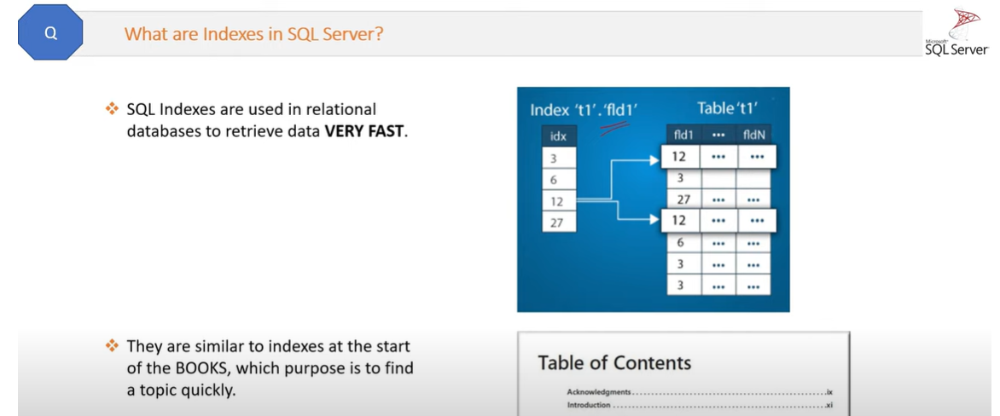 Q
What are Indexes in SQL Server?
Microsoft®
SQL Server
SQL Indexes are used in relational
databases to retrieve data VERY FAST.
Index 't1'.'fld1'
Table 't1'
idx
3
6
12
27
fld1 ... fldN
12 ... ...
3
27 ... ...
12 ... ...
6 ... ...
3 ... ...
3 ... ...
They are similar to indexes at the start
of the BOOKS, which purpose is to find
a topic quickly.
Table of Contents
Acknowledgments ... ix
Introduction ... xi